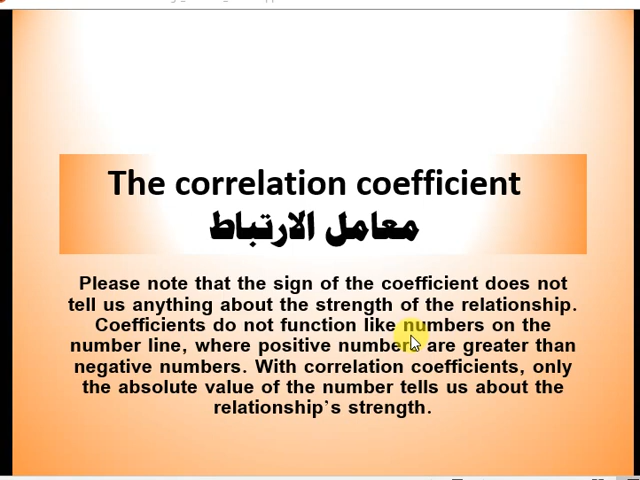 The correlation coefficient
معامل الارتباط
Please note that the sign of the coefficient does not
tell us anything about the strength of the relationship.
Coefficients do not function like numbers on the
number line, where positive numbers are greater than
negative numbers. With correlation coefficients, only
the absolute value of the number tells us about the
relationship’s strength.